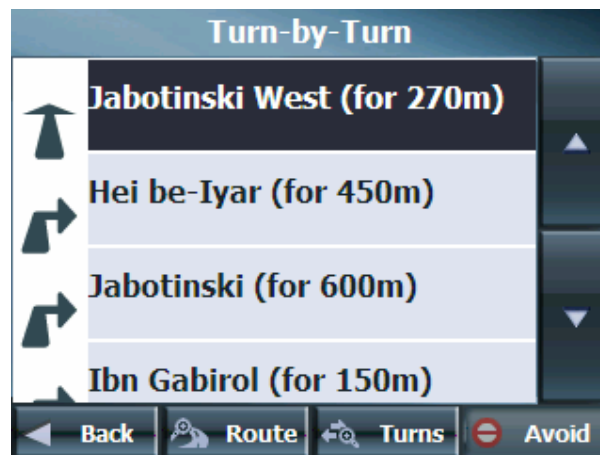 Turn-by-Turn
Jabotinski West (for 270m)
Hei be-Iyar (for 450m)
Jabotinski (for 600m)
Ibn Gabirol (for 150m)
Back Route Turns Avoid